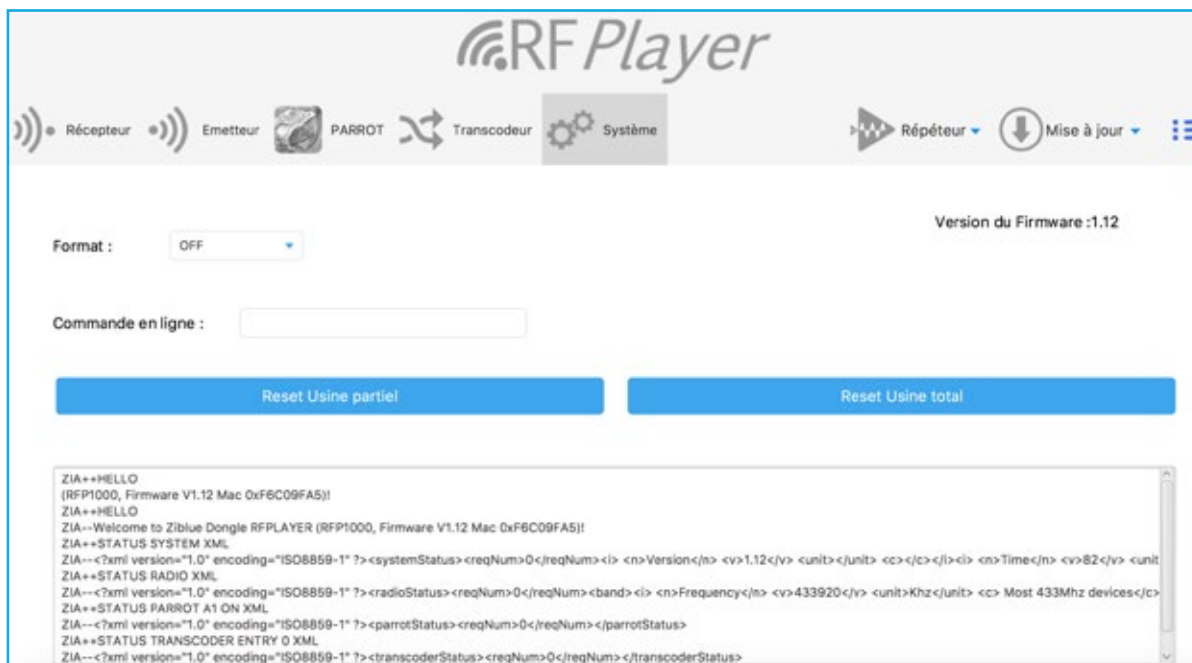 RFPlayer
Récepteur Emetteur PARROT Transcodeur Système Répéteur Mise à jour
Version du Firmware :1.12
Format : OFF
Commande en ligne :
Reset Usine partiel Reset Usine total
ZIA++HELLO
(RFP1000, Firmware V1.12 Mac 0xF6C09FA5)!
ZIA++HELLO
ZIA--Welcome to Ziblue Dongle RFPLAYER (RFP1000, Firmware V1.12 Mac 0xF6C09FA5)!
ZIA++STATUS SYSTEM XML
ZIA--<?xml version="1.0" encoding="ISO8859-1" ?><systemStatus><reqNum>0</reqNum><i> <n>Version</n> <v>1.12</v> <unit></unit> <c></c></i><i> <n>Time</n> <v>82</v> <unit
ZIA++STATUS RADIO XML
ZIA--<?xml version="1.0" encoding="ISO8859-1" ?><radioStatus><reqNum>0</reqNum><band><i> <n>Frequency</n> <v>433920</v> <unit>Khz</unit> <c> Most 433Mhz devices</c>
ZIA++STATUS PARROT A1 ON XML
ZIA--<?xml version="1.0" encoding="ISO8859-1" ?><parrotStatus><reqNum>0</reqNum></parrotStatus>
ZIA++STATUS TRANSCODER ENTRY 0 XML
ZIA--<?xml version="1.0" encoding="ISO8859-1" ?><transcoderStatus><reqNum>0</reqNum></transcoderStatus>